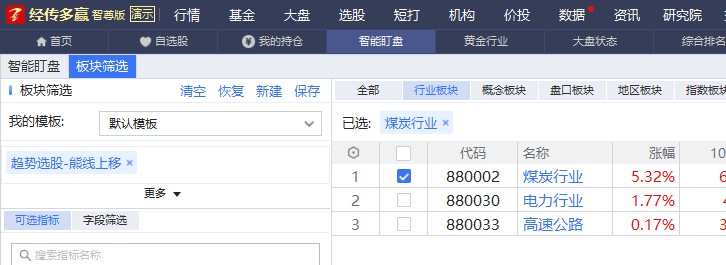 经传多赢 智尊版 演示 行情 基金 大盘 选股 短打 机构 价投 数据 资讯 研究院
首页 自选股 我的持仓 智能盯盘 黄金行业 大盘状态 综合排名
智能盯盘 板块筛选
板块筛选 清空 恢复 新建 保存 全部 行业板块 概念板块 盘口板块 地区板块 指数板块
我的模板: 默认模板 已选: 煤炭行业 ×
代码 名称 涨幅 10
趋势选股-熊线上移 ×
1 880002 煤炭行业 5.32% 6
更多
2 880030 电力行业 1.77% 4
可选指标 字段筛选
3 880033 高速公路 0.17% 3
搜索指标名称